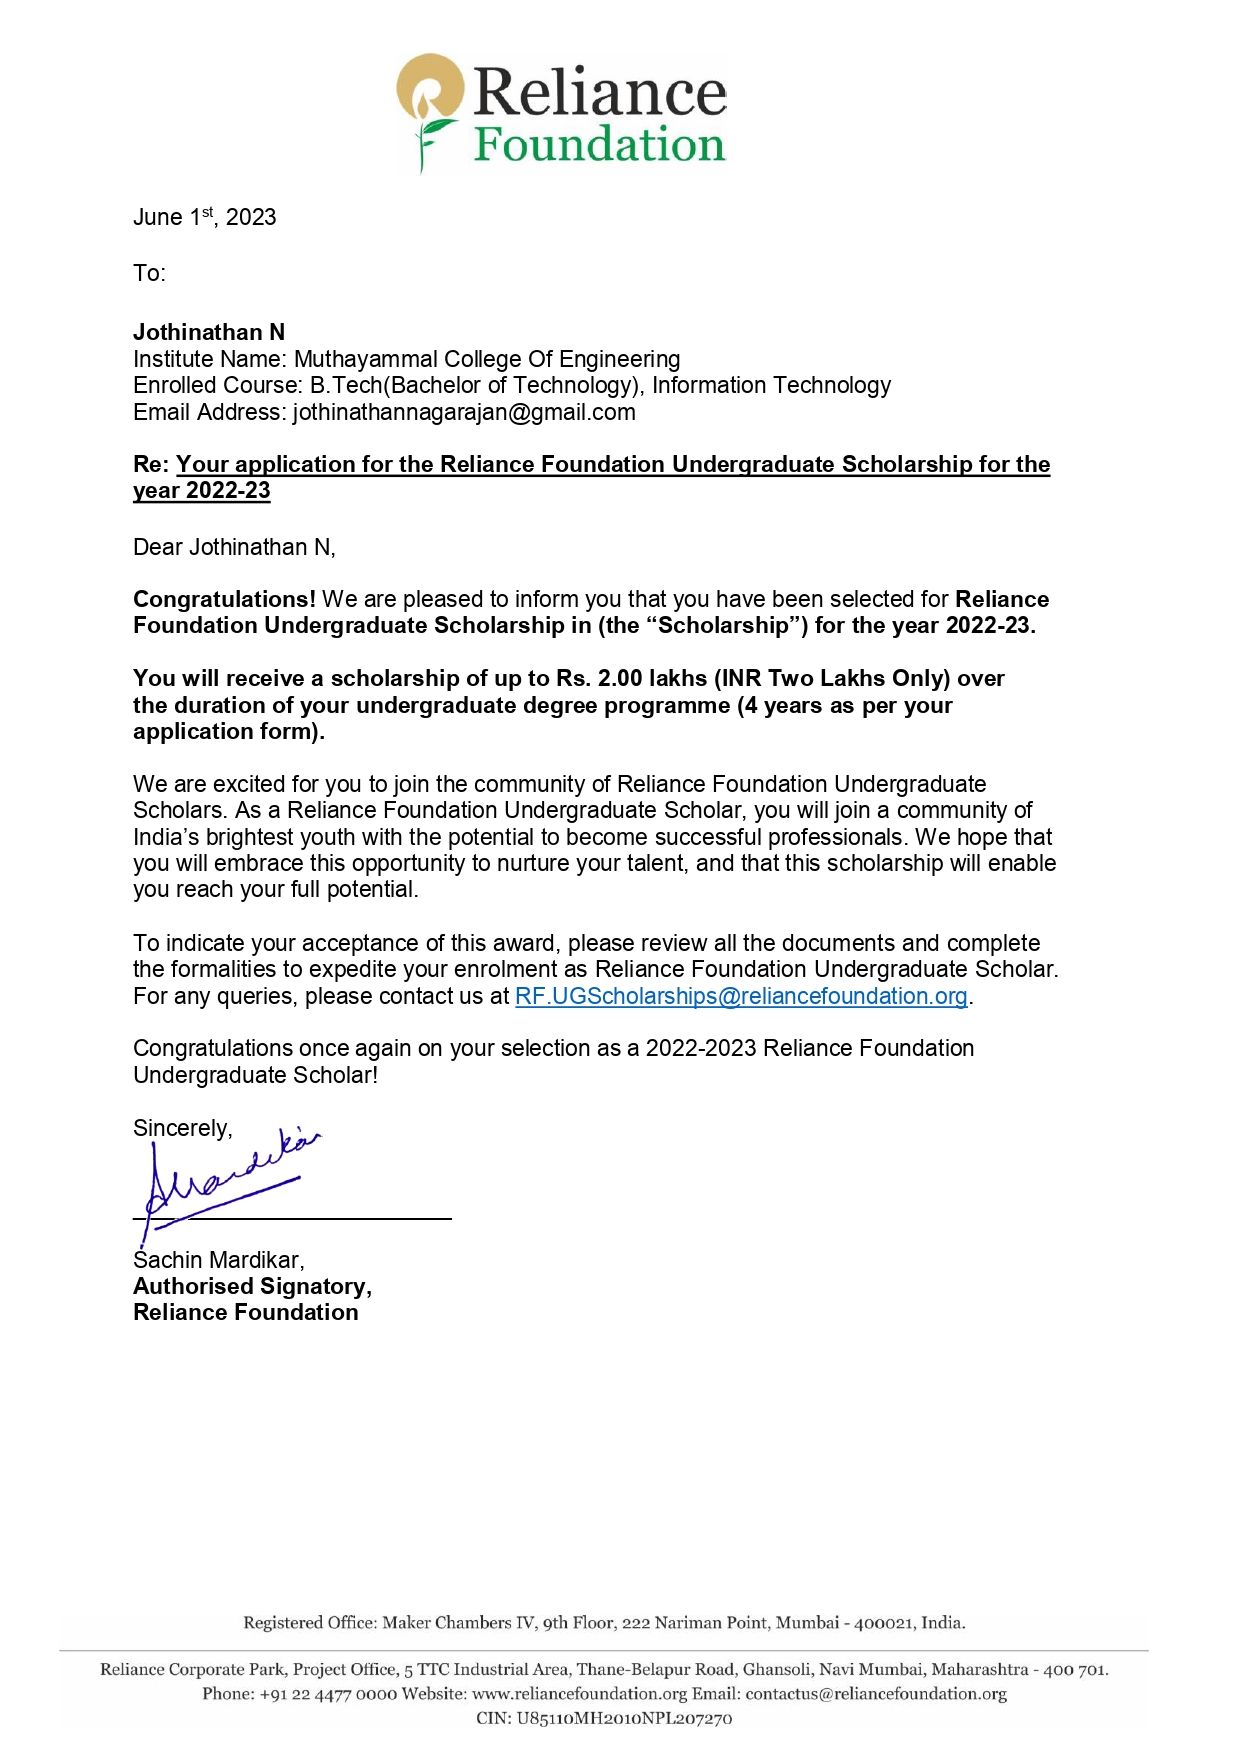 Reliance
Foundation
June 1st, 2023
To:
Jothinathan N
Institute Name: Muthayammal College Of Engineering
Enrolled Course: B.Tech(Bachelor of Technology), Information Technology
Email Address: jothinathannagarajan@gmail.com
Re: Your application for the Reliance Foundation Undergraduate Scholarship for the
year 2022-23
Dear Jothinathan N,
Congratulations! We are pleased to inform you that you have been selected for Reliance
Foundation Undergraduate Scholarship in (the “Scholarship”) for the year 2022-23.
You will receive a scholarship of up to Rs. 2.00 lakhs (INR Two Lakhs Only) over
the duration of your undergraduate degree programme (4 years as per your
application form).
We are excited for you to join the community of Reliance Foundation Undergraduate
Scholars. As a Reliance Foundation Undergraduate Scholar, you will join a community of
India’s brightest youth with the potential to become successful professionals. We hope that
you will embrace this opportunity to nurture your talent, and that this scholarship will enable
you reach your full potential.
To indicate your acceptance of this award, please review all the documents and complete
the formalities to expedite your enrolment as Reliance Foundation Undergraduate Scholar.
For any queries, please contact us at RF.UGScholarships@reliancefoundation.org.
Congratulations once again on your selection as a 2022-2023 Reliance Foundation
Undergraduate Scholar!
Sincerely,
Sachin Mardikar,
Authorised Signatory,
Reliance Foundation
Registered Office: Maker Chambers IV, 9th Floor, 222 Nariman Point, Mumbai - 400021, India.
Reliance Corporate Park, Project Office, 5 TTC Industrial Area, Thane-Belapur Road, Ghansoli, Navi Mumbai, Maharashtra - 400 701.
Phone: +91 22 4477 0000 Website: www.reliancefoundation.org Email: contactus@reliancefoundation.org
CIN: U85110MH2010NPL207270